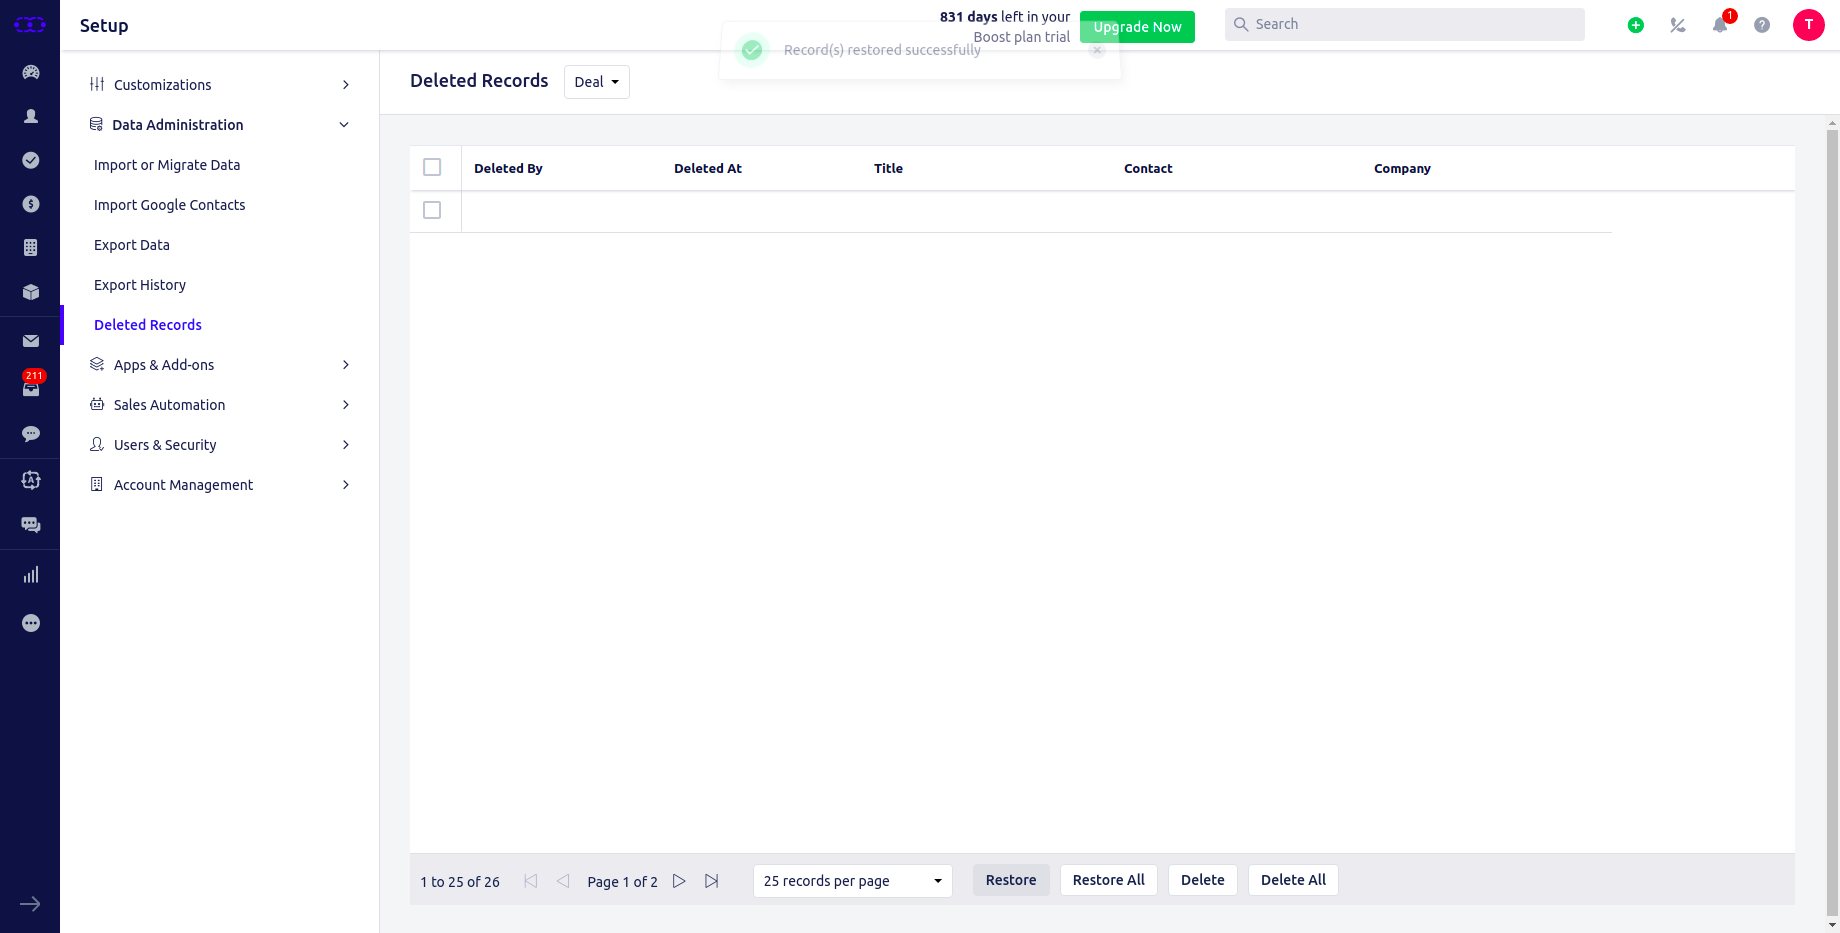 Setup
831 days left in your
Boost plan trial
Upgrade Now
Search
1
T
Record(s) restored successfully
Customizations
Data Administration
Import or Migrate Data
Import Google Contacts
Export Data
Export History
Deleted Records
Apps & Add-ons
Sales Automation
Users & Security
Account Management
211
Deleted Records
Deal
Deleted By
Deleted At
Title
Contact
Company
1 to 25 of 26
Page 1 of 2
25 records per page
Restore
Restore All
Delete
Delete All